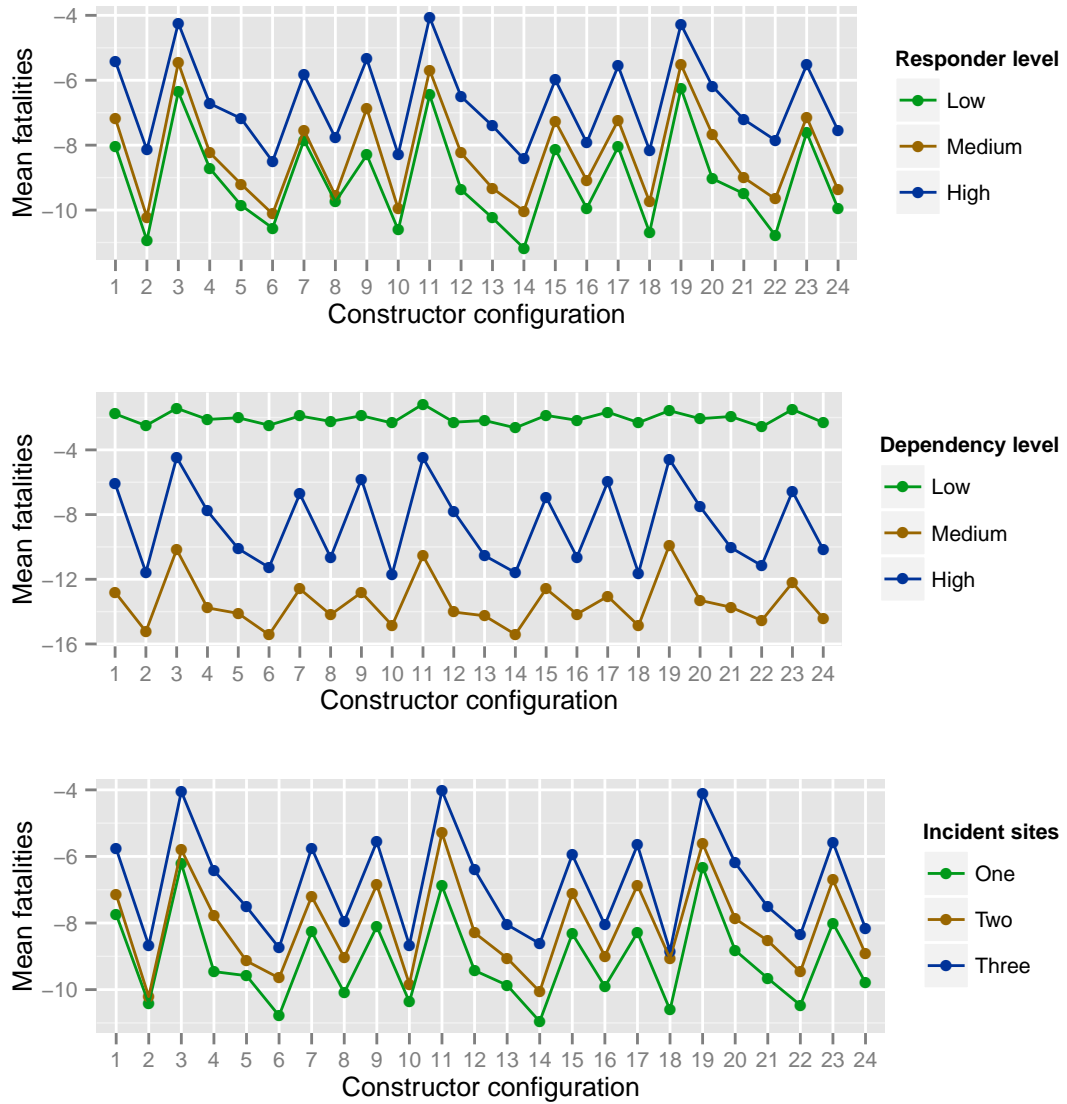 −4
−6
−8
−10
Mean fatalities
1 2 3 4 5 6 7 8 9 10 11 12 13 14 15 16 17 18 19 20 21 22 23 24
Constructor configuration
Responder level
Low
Medium
High
−4
−8
−12
−16
Mean fatalities
1 2 3 4 5 6 7 8 9 10 11 12 13 14 15 16 17 18 19 20 21 22 23 24
Constructor configuration
Dependency level
Low
Medium
High
−4
−6
−8
−10
Mean fatalities
1 2 3 4 5 6 7 8 9 10 11 12 13 14 15 16 17 18 19 20 21 22 23 24
Constructor configuration
Incident sites
One
Two
Three